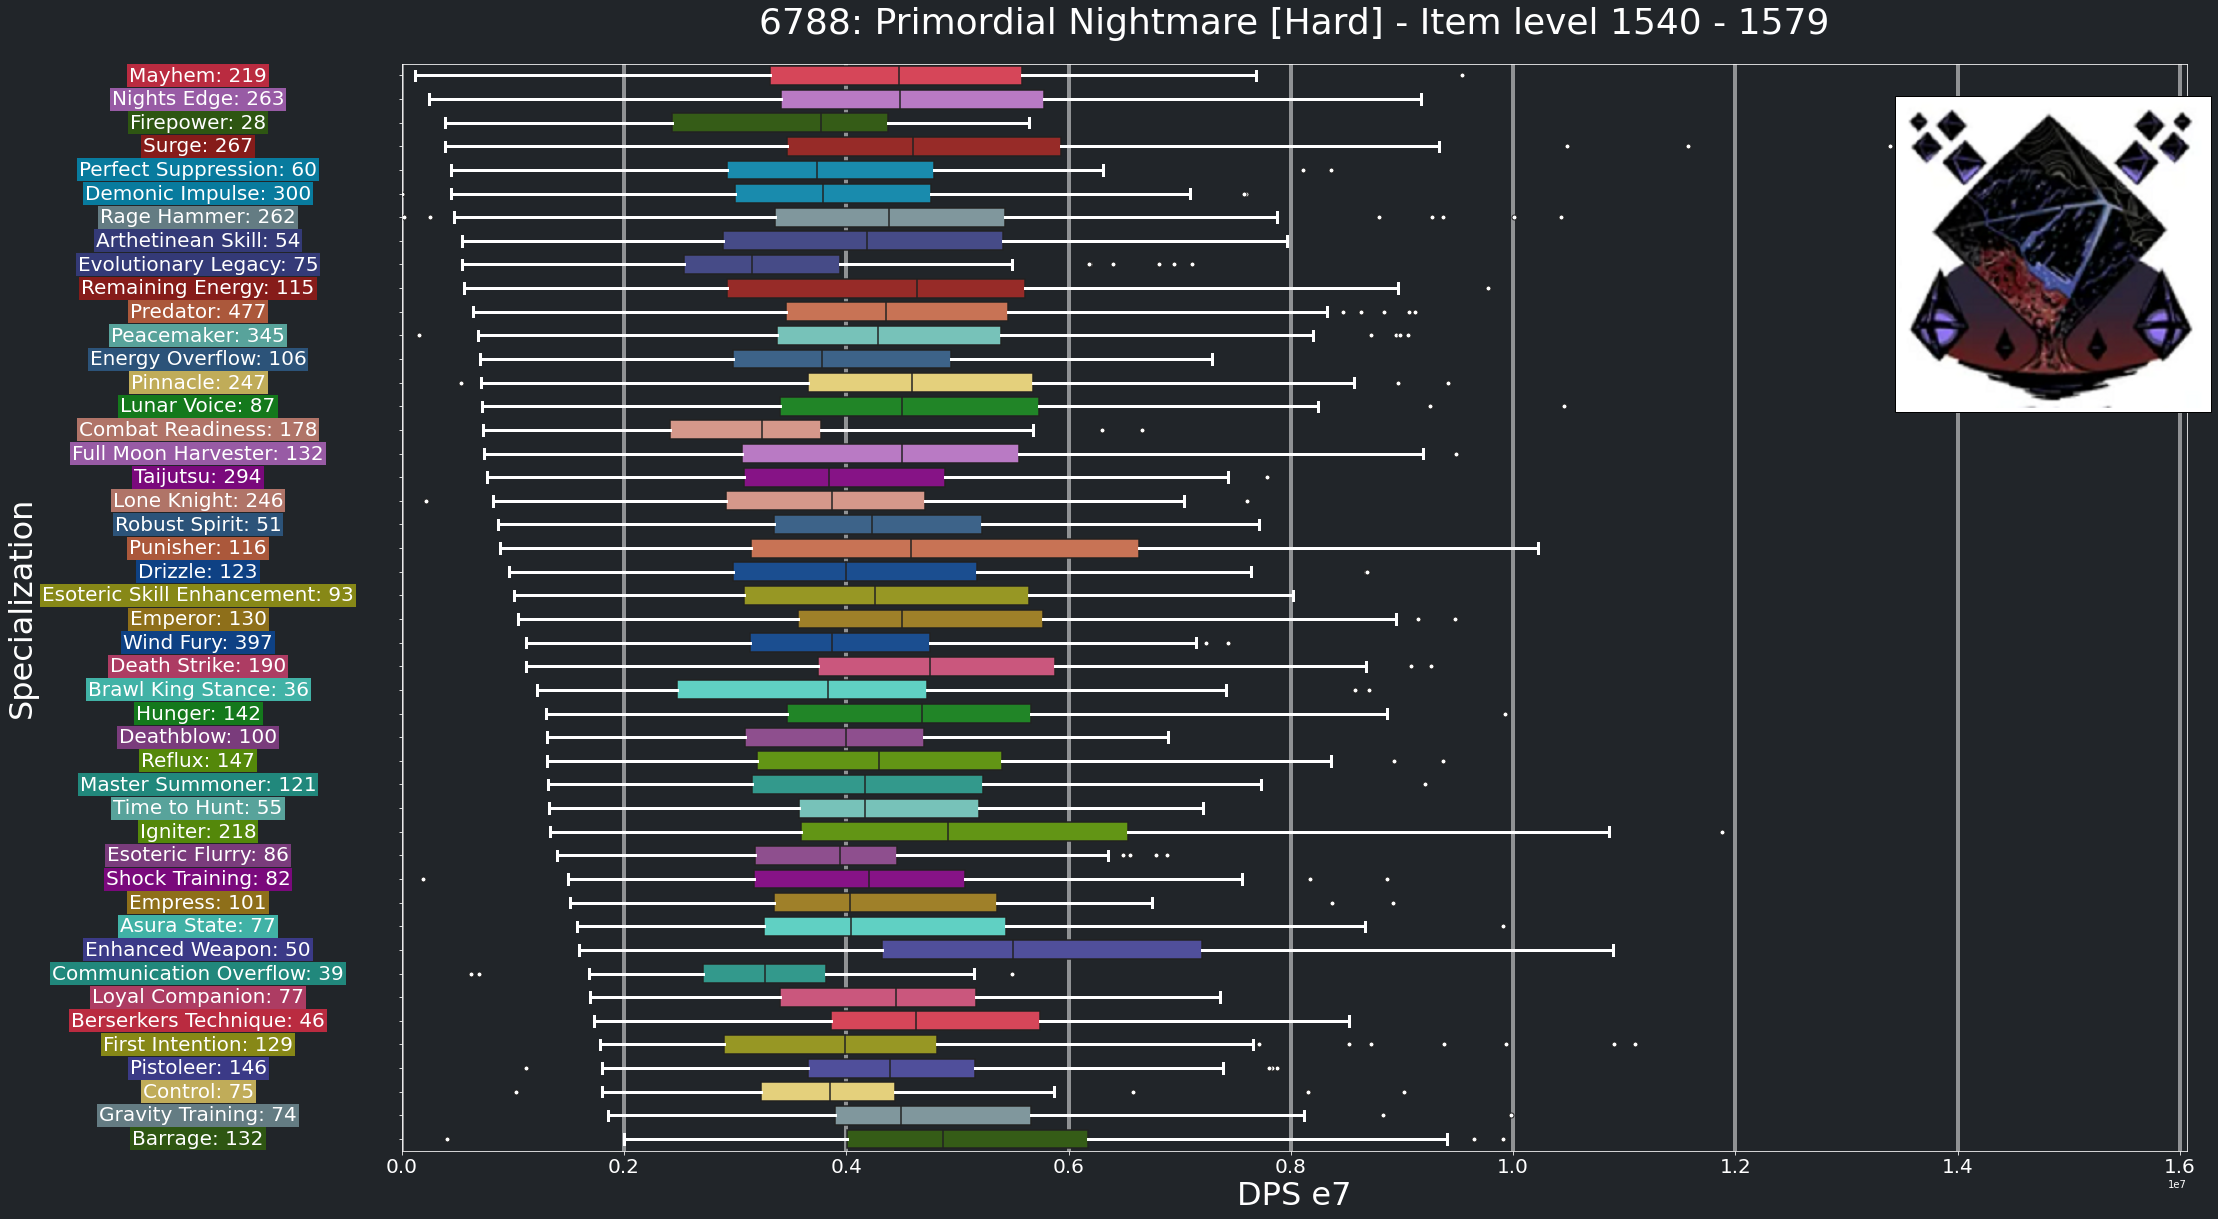 6788: Primordial Nightmare [Hard] - Item level 1540 - 1579
Specialization
Mayhem: 219
Nights Edge: 263
Firepower: 28
Surge: 267
Perfect Suppression: 60
Demonic Impulse: 300
Rage Hammer: 262
Arthetinean Skill: 54
Evolutionary Legacy: 75
Remaining Energy: 115
Predator: 477
Peacemaker: 345
Energy Overflow: 106
Pinnacle: 247
Lunar Voice: 87
Combat Readiness: 178
Full Moon Harvester: 132
Taijutsu: 294
Lone Knight: 246
Robust Spirit: 51
Punisher: 116
Drizzle: 123
Esoteric Skill Enhancement: 93
Emperor: 130
Wind Fury: 397
Death Strike: 190
Brawl King Stance: 36
Hunger: 142
Deathblow: 100
Reflux: 147
Master Summoner: 121
Time to Hunt: 55
Igniter: 218
Esoteric Flurry: 86
Shock Training: 82
Empress: 101
Asura State: 77
Enhanced Weapon: 50
Communication Overflow: 39
Loyal Companion: 77
Berserkers Technique: 46
First Intention: 129
Pistoleer: 146
Control: 75
Gravity Training: 74
Barrage: 132
0.0 0.2 0.4 0.6 0.8 1.0 1.2 1.4 1.6
1e7
DPS e7